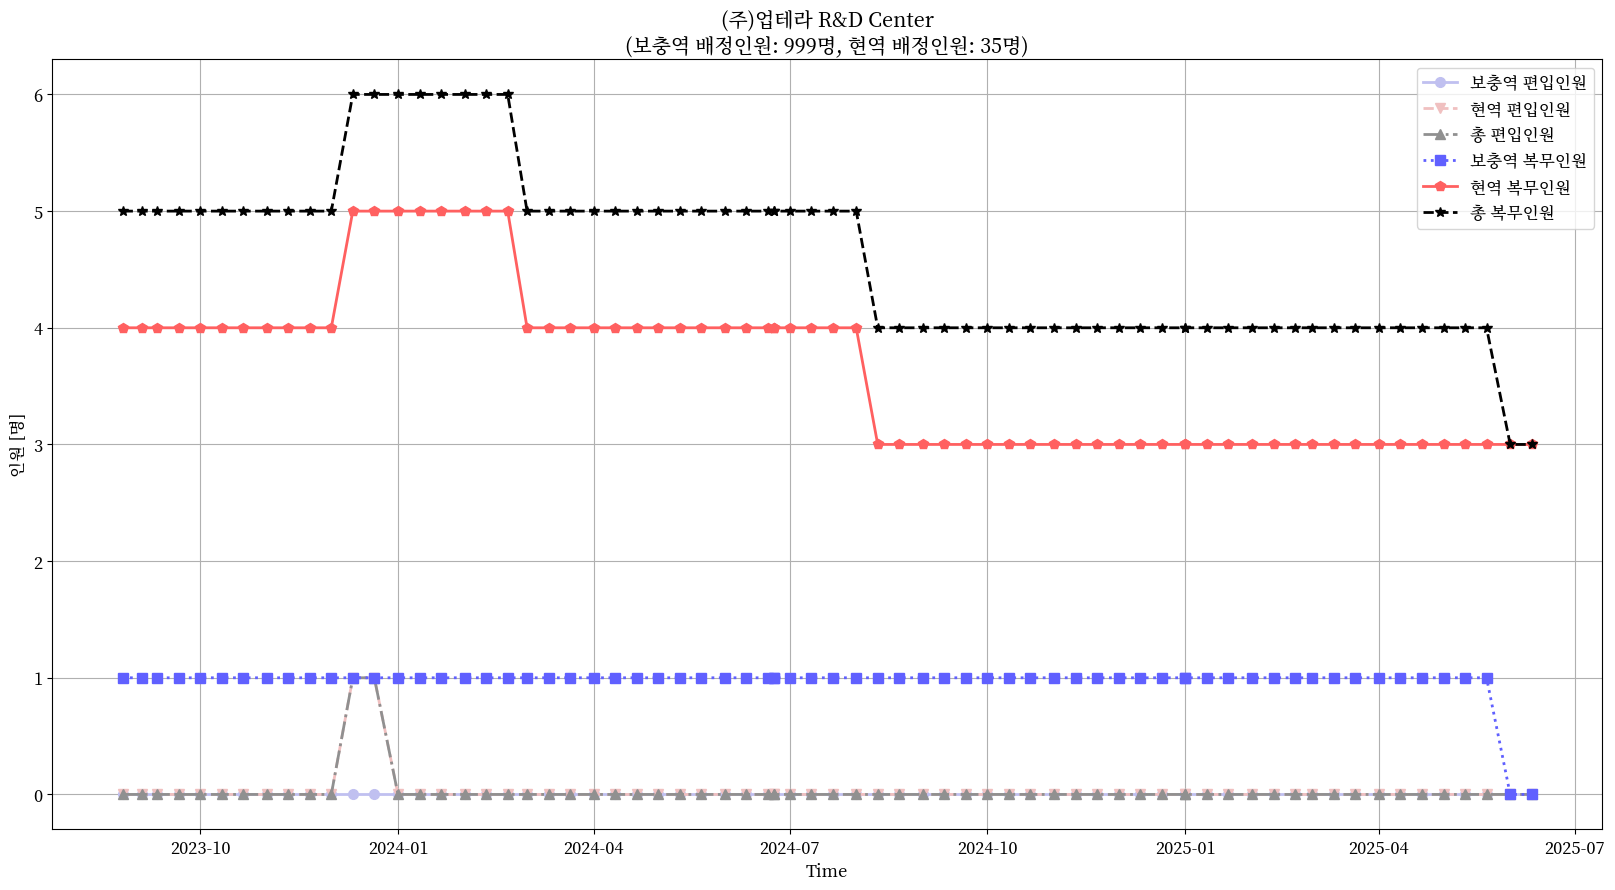 (주)업테라 R&D Center
(보충역 배정인원: 999명, 현역 배정인원: 35명)
보충역 편입인원
현역 편입인원
총 편입인원
보충역 복무인원
현역 복무인원
총 복무인원
인원 [명]
6
5
4
3
2
1
0
2023-10
2024-01
2024-04
2024-07
2024-10
2025-01
2025-04
2025-07
Time